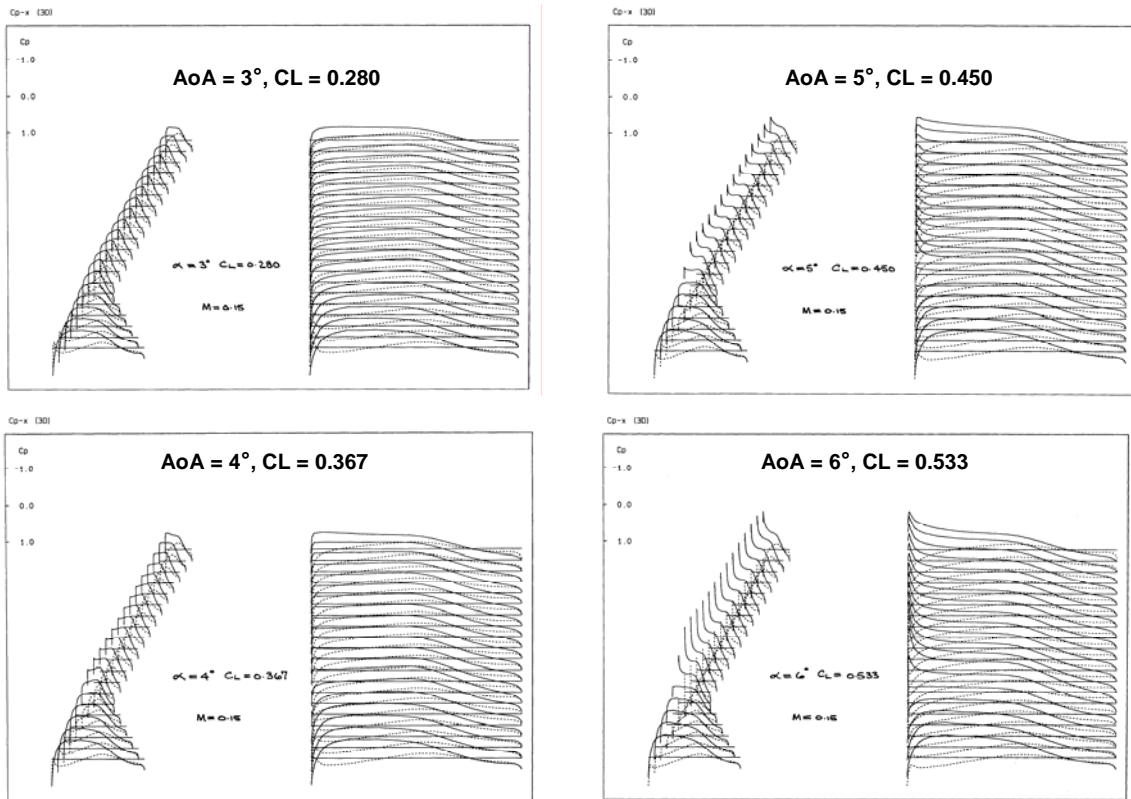 Cp-x (3D)
Cp
-1.0
0.0
1.0
AoA = 3°, CL = 0.280
α = 3° CL = 0.280
M = 0.15
Cp-x (3D)
Cp
-1.0
0.0
1.0
AoA = 5°, CL = 0.450
α = 5° CL = 0.450
M = 0.15
Cp-x (3D)
Cp
-1.0
0.0
1.0
AoA = 4°, CL = 0.367
α = 4° CL = 0.367
M = 0.15
Cp-x (3D)
Cp
-1.0
0.0
1.0
AoA = 6°, CL = 0.533
α = 6° CL = 0.533
M = 0.15